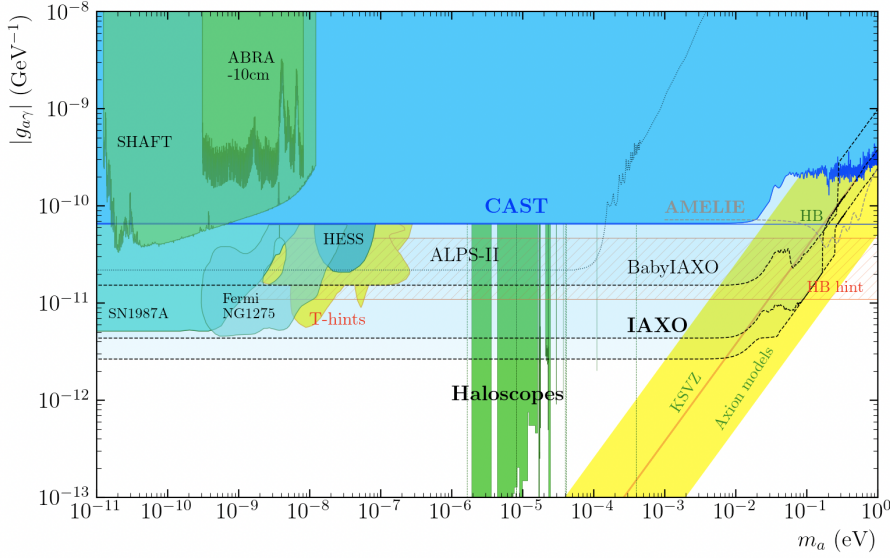 10⁻⁸
10⁻⁹
10⁻¹⁰
10⁻¹¹
10⁻¹²
10⁻¹³
|g_{aγ}| (GeV⁻¹)
ABRA
-10cm
SHAFT
CAST
AMELIE
HB
HESS
ALPS-II
BabyIAXO
HB hint
Fermi
NG1275
SN1987A
T-hints
IAXO
Haloscopes
KSVZ
Axion models
10⁻¹¹
10⁻¹⁰
10⁻⁹
10⁻⁸
10⁻⁷
10⁻⁶
10⁻⁵
10⁻⁴
10⁻³
10⁻²
10⁻¹
10⁰
m_a (eV)